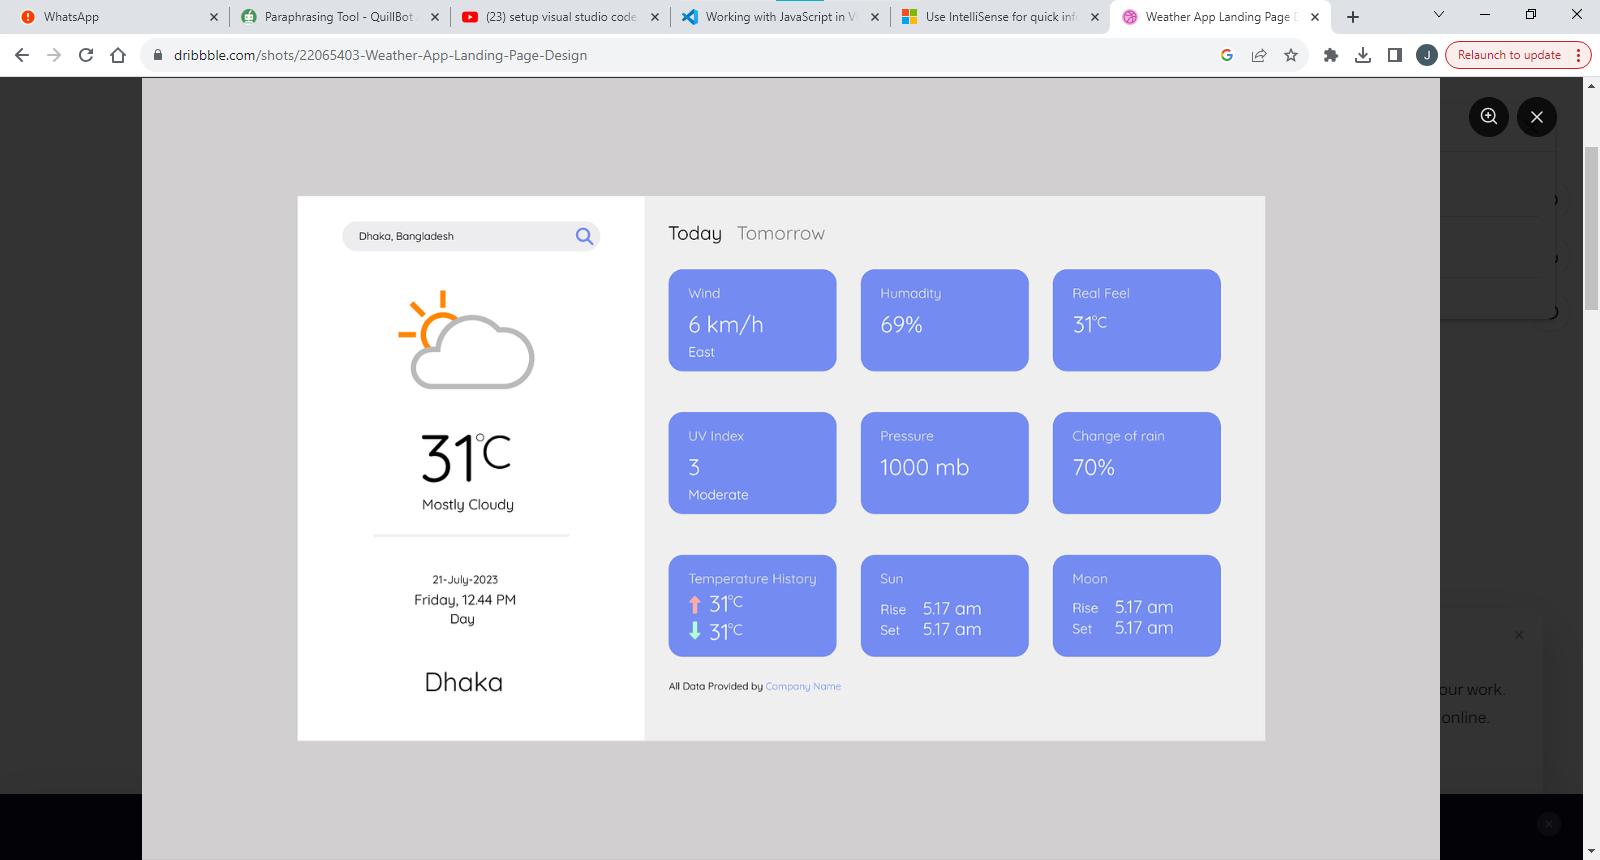 WhatsApp
Paraphrasing Tool - QuillBot
(23) setup visual studio code
Working with JavaScript in
Use IntelliSense for quick
Weather App Landing Page
dribbble.com/shots/22065403-Weather-App-Landing-Page-Design
J
Relaunch to update
Dhaka, Bangladesh
31°C
Mostly Cloudy
21-July-2023
Friday, 12.44 PM
Day
Dhaka
Today Tomorrow
Wind
6 km/h
East
Humadity
69%
Real Feel
31°C
UV Index
3
Moderate
Pressure
1000 mb
Change of rain
70%
Temperature History
31°C
31°C
Sun
Rise 5.17 am
Set 5.17 am
Moon
Rise 5.17 am
Set 5.17 am
All Data Provided by Company Name
our work.
online.